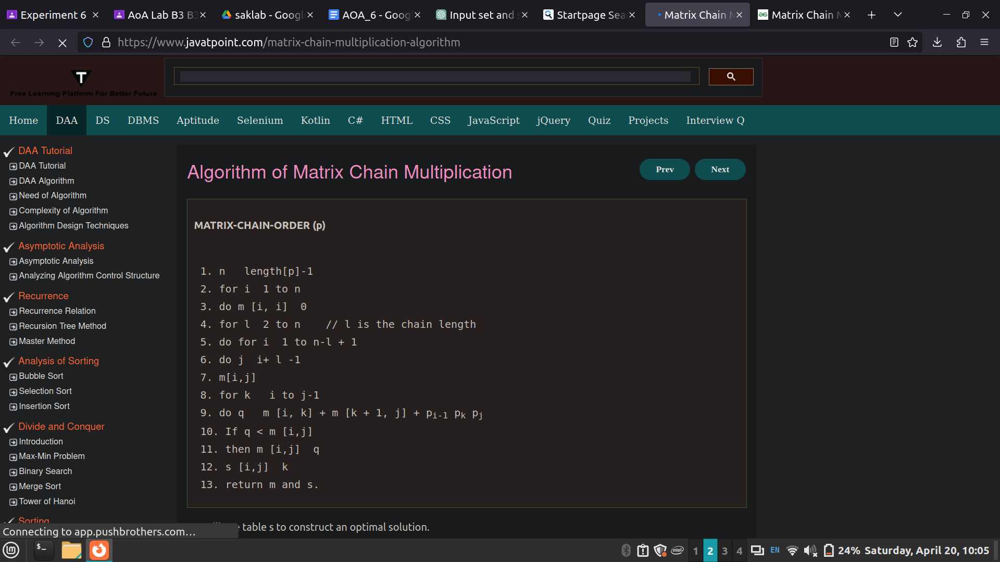 Experiment 6
AoA Lab B3 B3
saklab - Googl
AOA_6 - Goog
Input set and s
Startpage Sea
Matrix Chain M
Matrix Chain M
https://www.javatpoint.com/matrix-chain-multiplication-algorithm
T
Free Learning Platform For Better Future
Home DAA DS DBMS Aptitude Selenium Kotlin C# HTML CSS JavaScript jQuery Quiz Projects Interview Q
DAA Tutorial
DAA Tutorial
DAA Algorithm
Need of Algorithm
Complexity of Algorithm
Algorithm Design Techniques
Asymptotic Analysis
Asymptotic Analysis
Analyzing Algorithm Control Structure
Recurrence
Recurrence Relation
Recursion Tree Method
Master Method
Analysis of Sorting
Bubble Sort
Selection Sort
Insertion Sort
Divide and Conquer
Introduction
Max-Min Problem
Binary Search
Merge Sort
Tower of Hanoi
Sorting
Algorithm of Matrix Chain Multiplication
Prev Next
MATRIX-CHAIN-ORDER (p)
1. n   length[p]-1
2. for i  1 to n
3. do m [i, i]  0
4. for l  2 to n    // l is the chain length
5. do for i  1 to n-l + 1
6. do j  i+ l -1
7. m[i,j]
8. for k   i to j-1
9. do q   m [i, k] + m [k + 1, j] + pi-1 pk pj
10. If q < m [i,j]
11. then m [i,j]  q
12. s [i,j]  k
13. return m and s.
table s to construct an optimal solution.
Connecting to app.pushbrothers.com…
$_
intel
1 2 3 4
EN
24% Saturday, April 20, 10:05